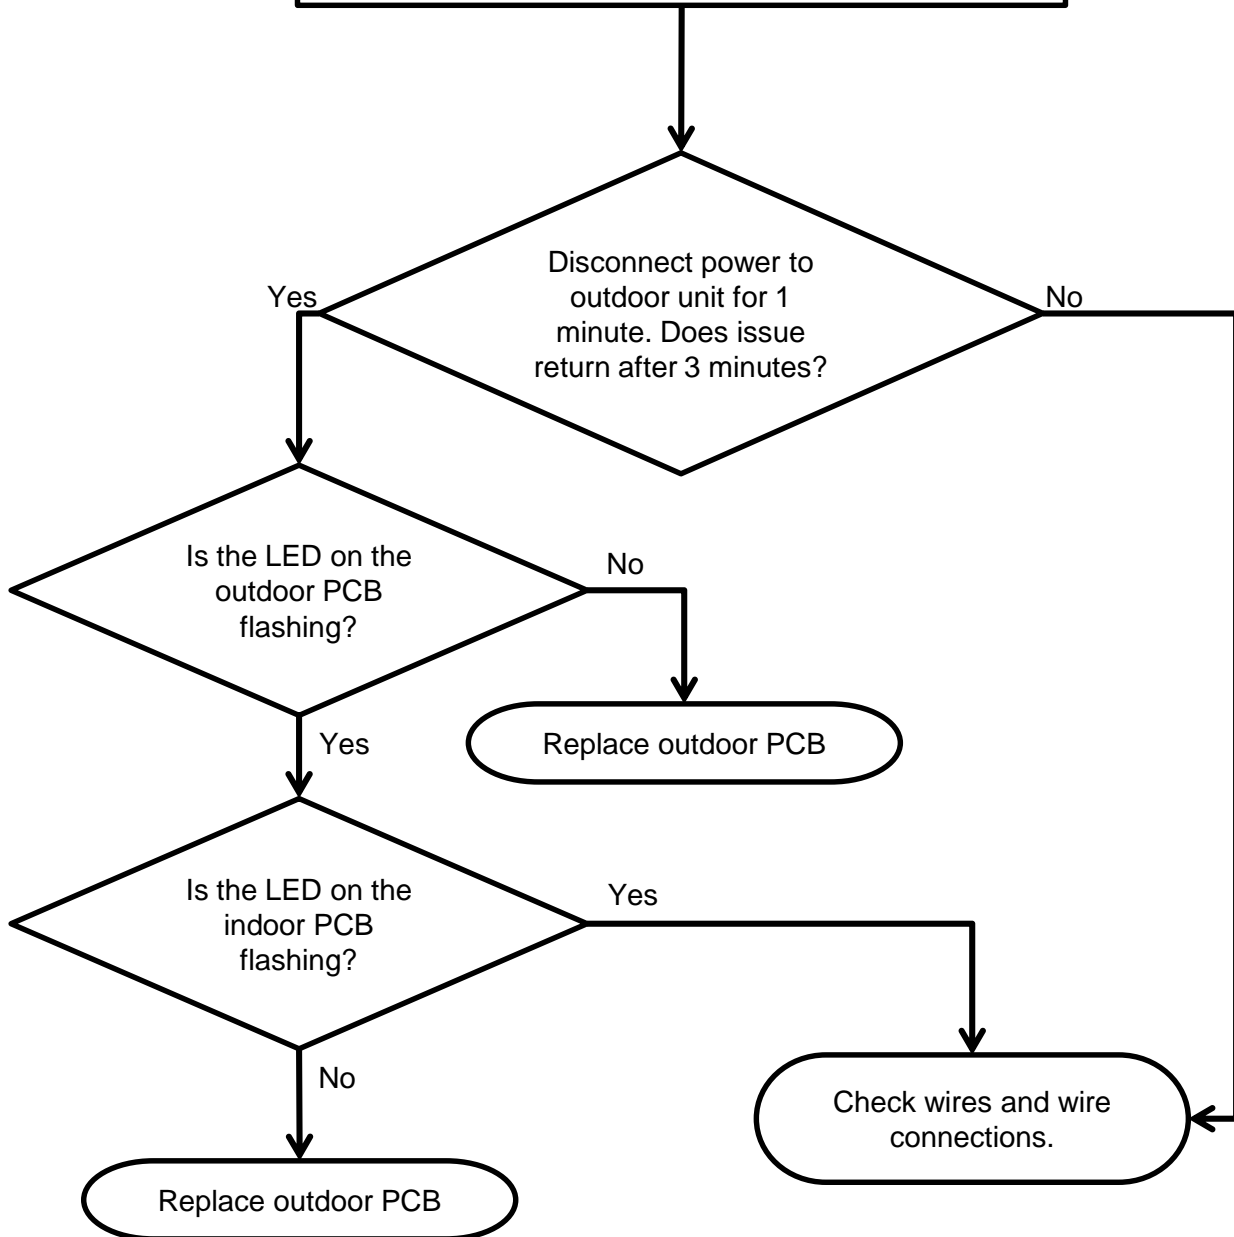 Disconnect power to
outdoor unit for 1
minute. Does issue
return after 3 minutes?
Yes
No
Is the LED on the
outdoor PCB
flashing?
No
Yes
Replace outdoor PCB
Is the LED on the
indoor PCB
flashing?
Yes
No
Check wires and wire
connections.
Replace outdoor PCB